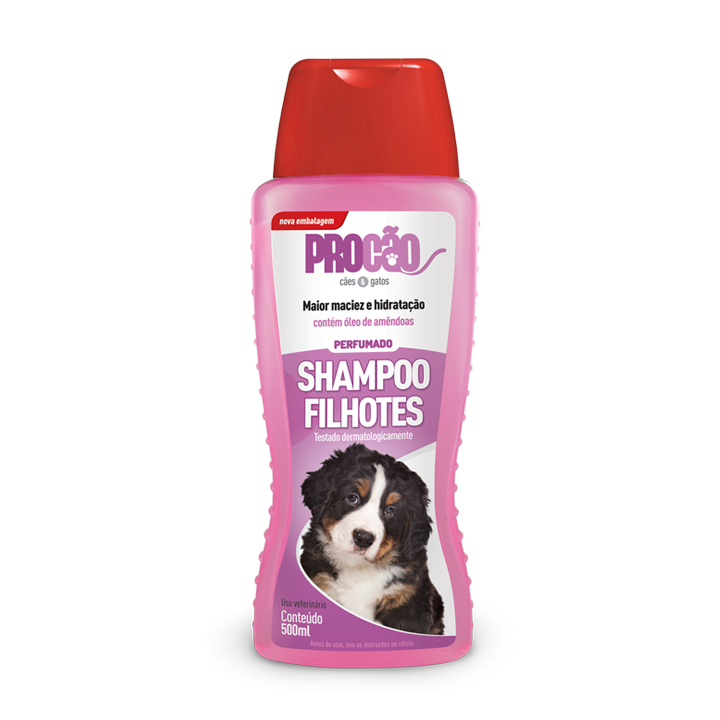 nova embalagem
PROCÃO
cães & gatos
Maior maciez e hidratação
contém óleo de amêndoas
PERFUMADO
SHAMPOO
FILHOTES
Testado dermatologicamente
Uso veterinário
Conteúdo
500ml
Antes de usar, leia as instruções no rótulo.